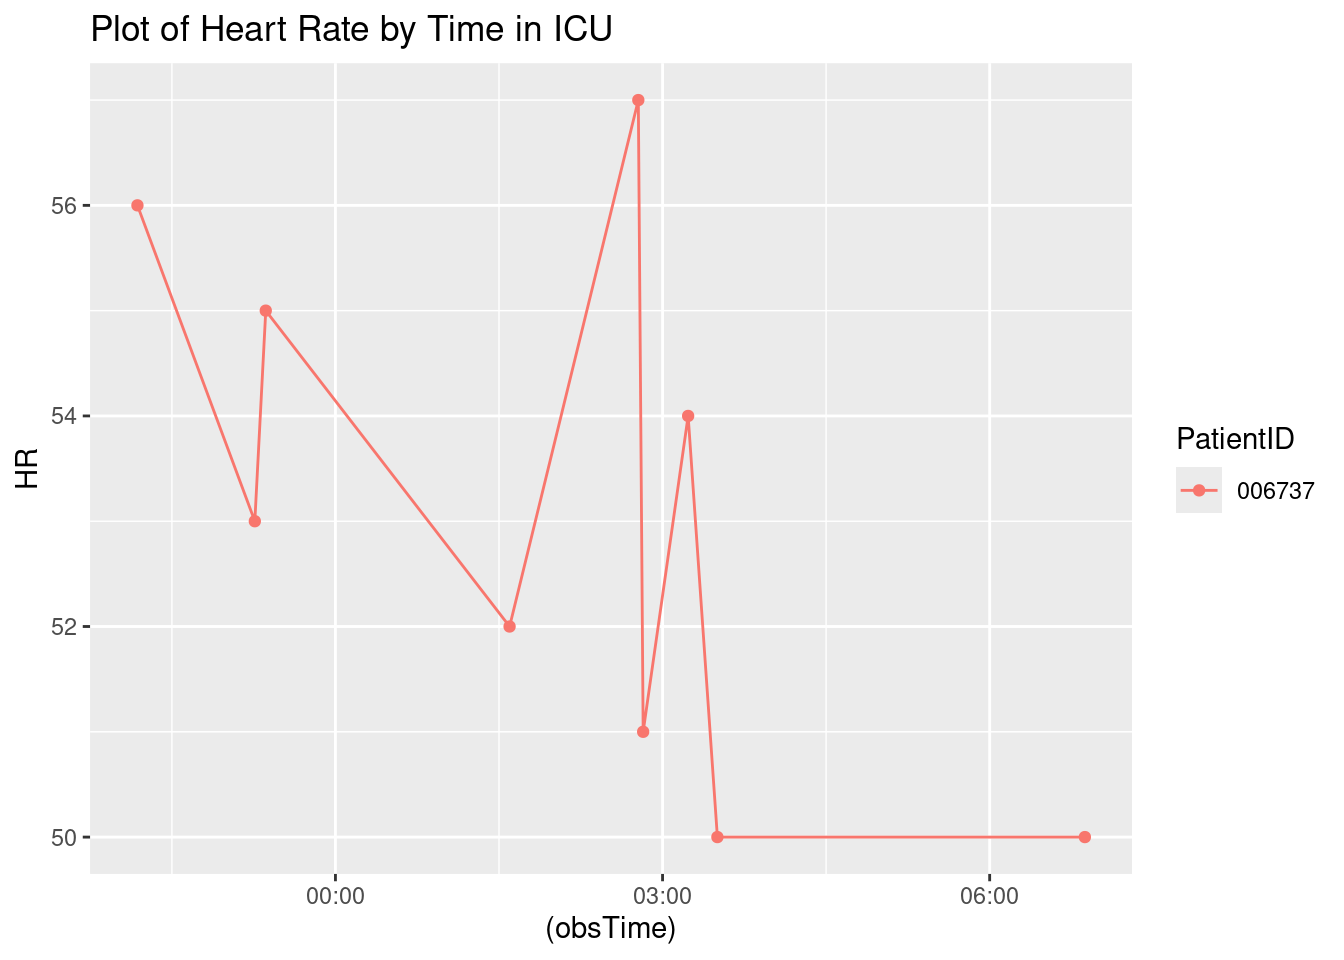 Plot of Heart Rate by Time in ICU
56
54
52
50
HR
00:00
03:00
06:00
(obsTime)
PatientID
006737